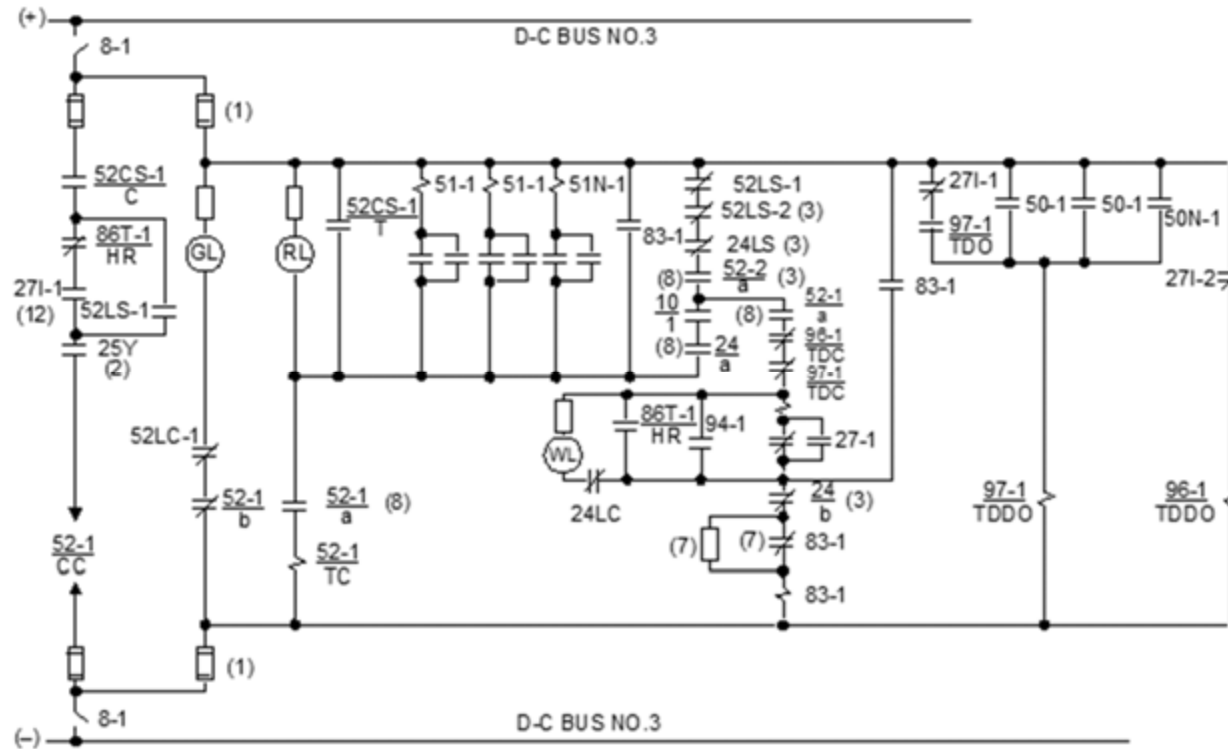 (+)
D-C BUS NO.3
8-1
(1)
52CS-1
C
86T-1
HR
27I-1
(12)
52LS-1
25Y
(2)
GL
RL
52CS-1
T
51-1
51-1
51N-1
83-1
52LS-1
52LS-2 (3)
24LS (3)
(8) 52-2 (3)
a
10
1
(8) 24
a
(8) 52-1
a
96-1
TDC
97-1
TDC
83-1
27I-1
97-1
TDO
50-1
50-1
50N-1
27I-2
52LC-1
52-1
b
52-1 (8)
a
52-1
TC
WL
24LC
86T-1
HR
94-1
27-1
24 (3)
b
(7)
(7) 83-1
83-1
97-1
TDDO
96-1
TDDO
52-1
CC
(1)
8-1
D-C BUS NO.3
(–)